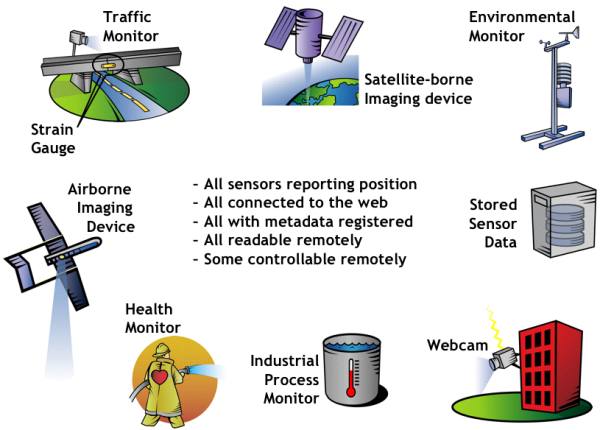 Traffic
Monitor
Strain
Gauge
Satellite-borne
Imaging device
Environmental
Monitor
Airborne
Imaging
Device
- All sensors reporting position
- All connected to the web
- All with metadata registered
- All readable remotely
- Some controllable remotely
Stored
Sensor
Data
Health
Monitor
Industrial
Process
Monitor
Webcam